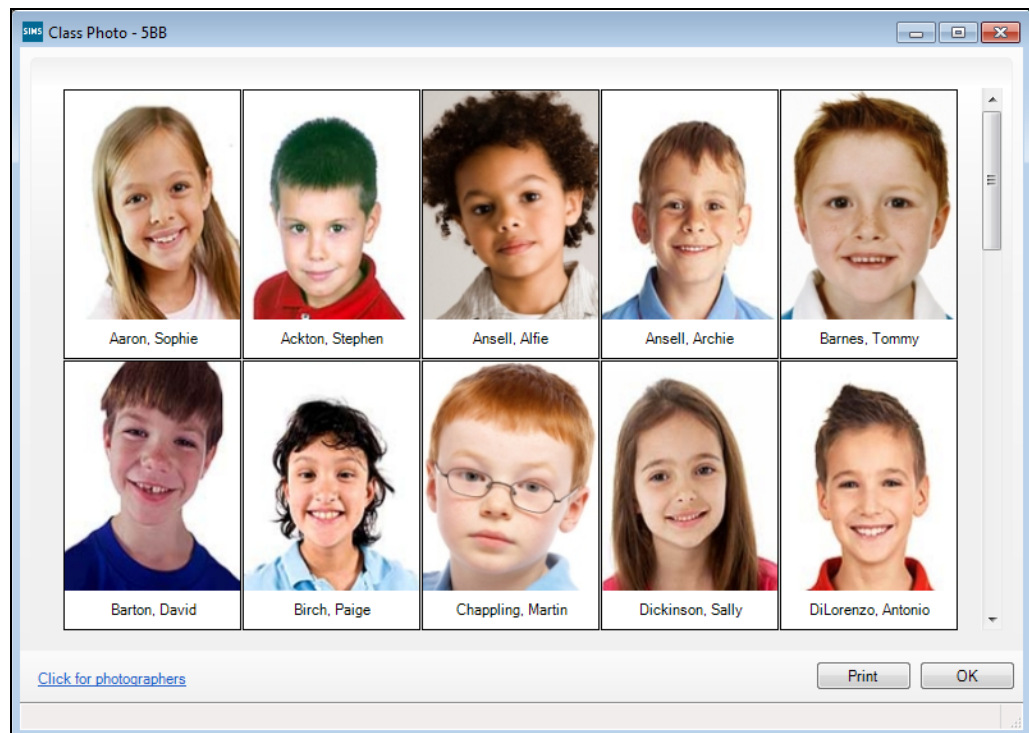 SIMS Class Photo - 5BB
Aaron, Sophie
Ackton, Stephen
Ansell, Alfie
Ansell, Archie
Barnes, Tommy
Barton, David
Birch, Paige
Chappling, Martin
Dickinson, Sally
DiLorenzo, Antonio
Click for photographers
Print
OK